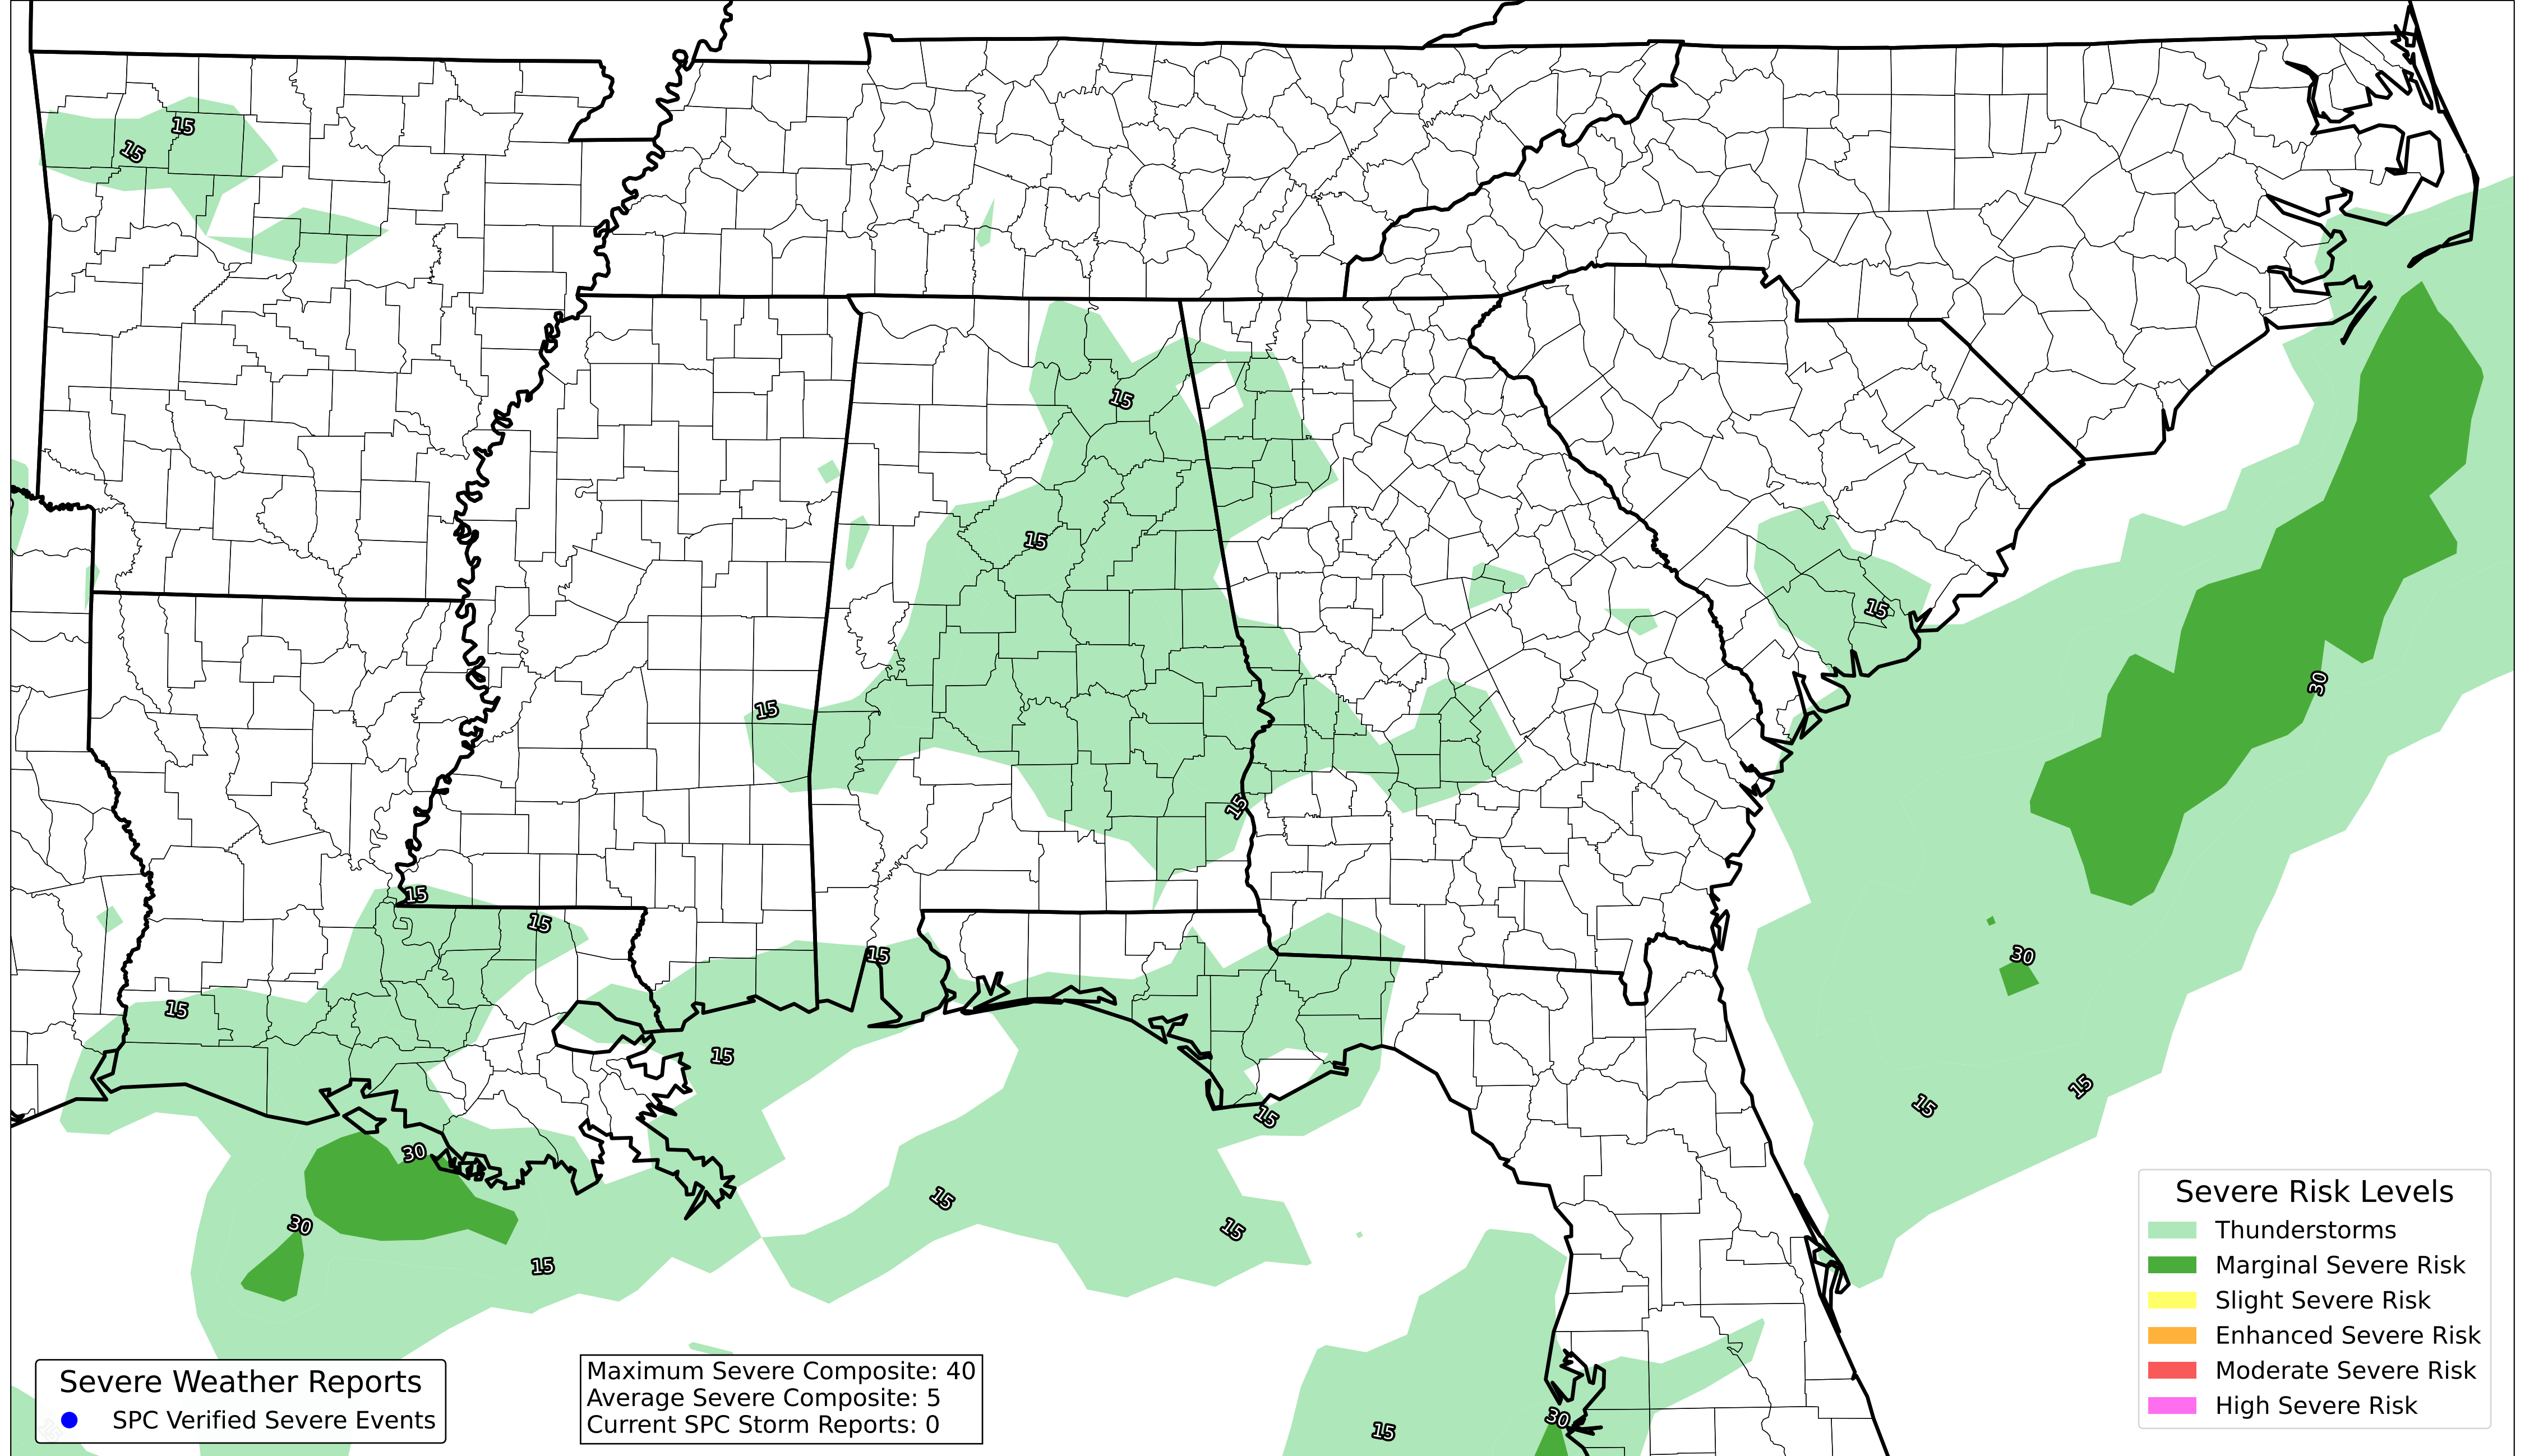 15
15
15
15
15
30
15
15
15
15
15
15
30
15
15
15
15
15
30
15
15
30
15
15
30
15
Severe Weather Reports
SPC Verified Severe Events
Maximum Severe Composite: 40
Average Severe Composite: 5
Current SPC Storm Reports: 0
Severe Risk Levels
Thunderstorms
Marginal Severe Risk
Slight Severe Risk
Enhanced Severe Risk
Moderate Severe Risk
High Severe Risk